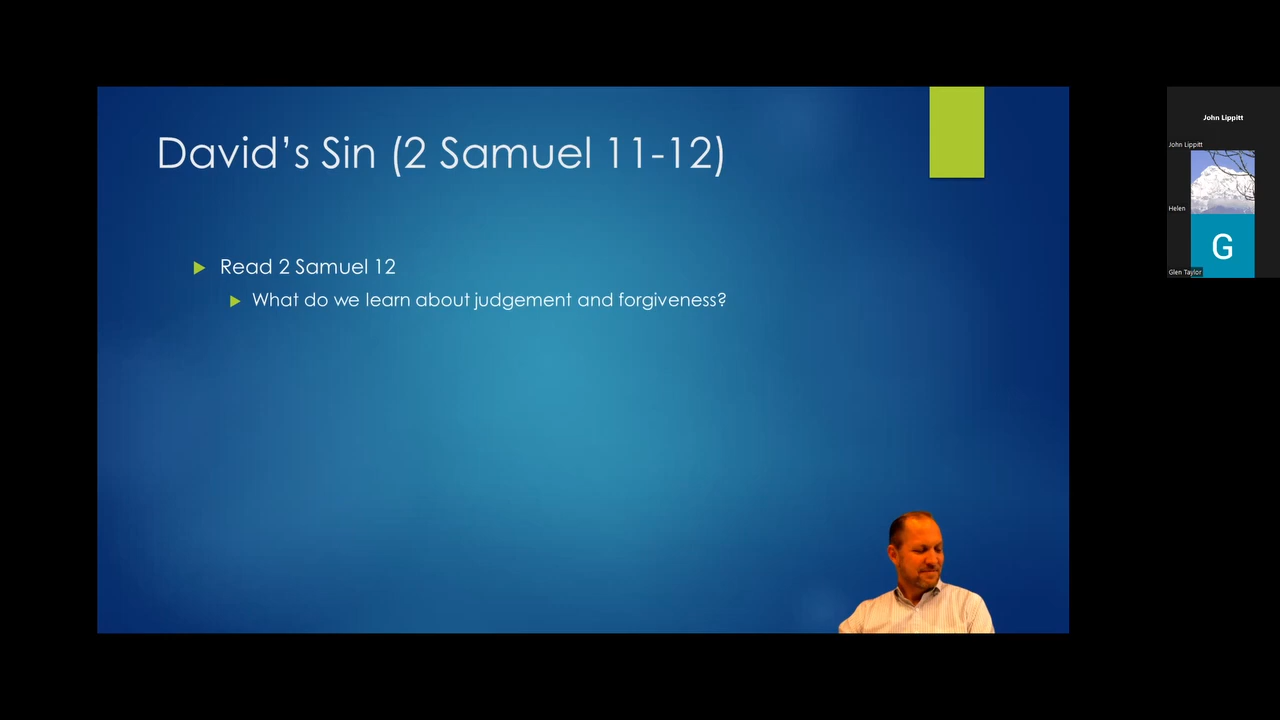 David's Sin (2 Samuel 11-12)
Read 2 Samuel 12
What do we learn about judgement and forgiveness?
John Lippitt
John Lippitt
Helen
G
Glen Taylor